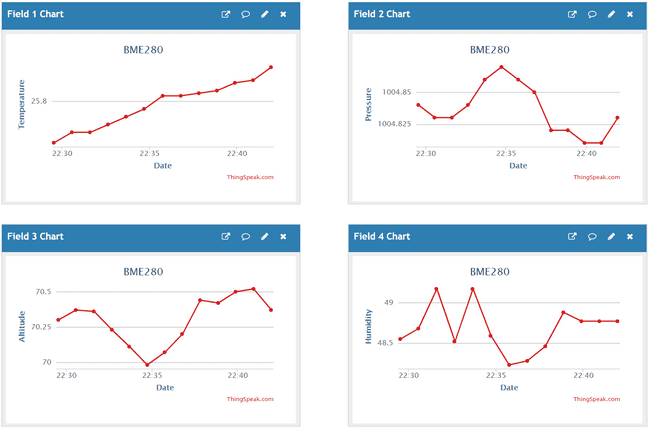 Field 1 Chart
BME280
Temperature
25.8
22:30 22:35 22:40
Date
ThingSpeak.com
Field 2 Chart
BME280
Pressure
1004.85
1004.825
22:30 22:35 22:40
Date
ThingSpeak.com
Field 3 Chart
BME280
Altitude
70.5
70.25
70
22:30 22:35 22:40
Date
ThingSpeak.com
Field 4 Chart
BME280
Humidity
49
48.5
22:30 22:35 22:40
Date
ThingSpeak.com